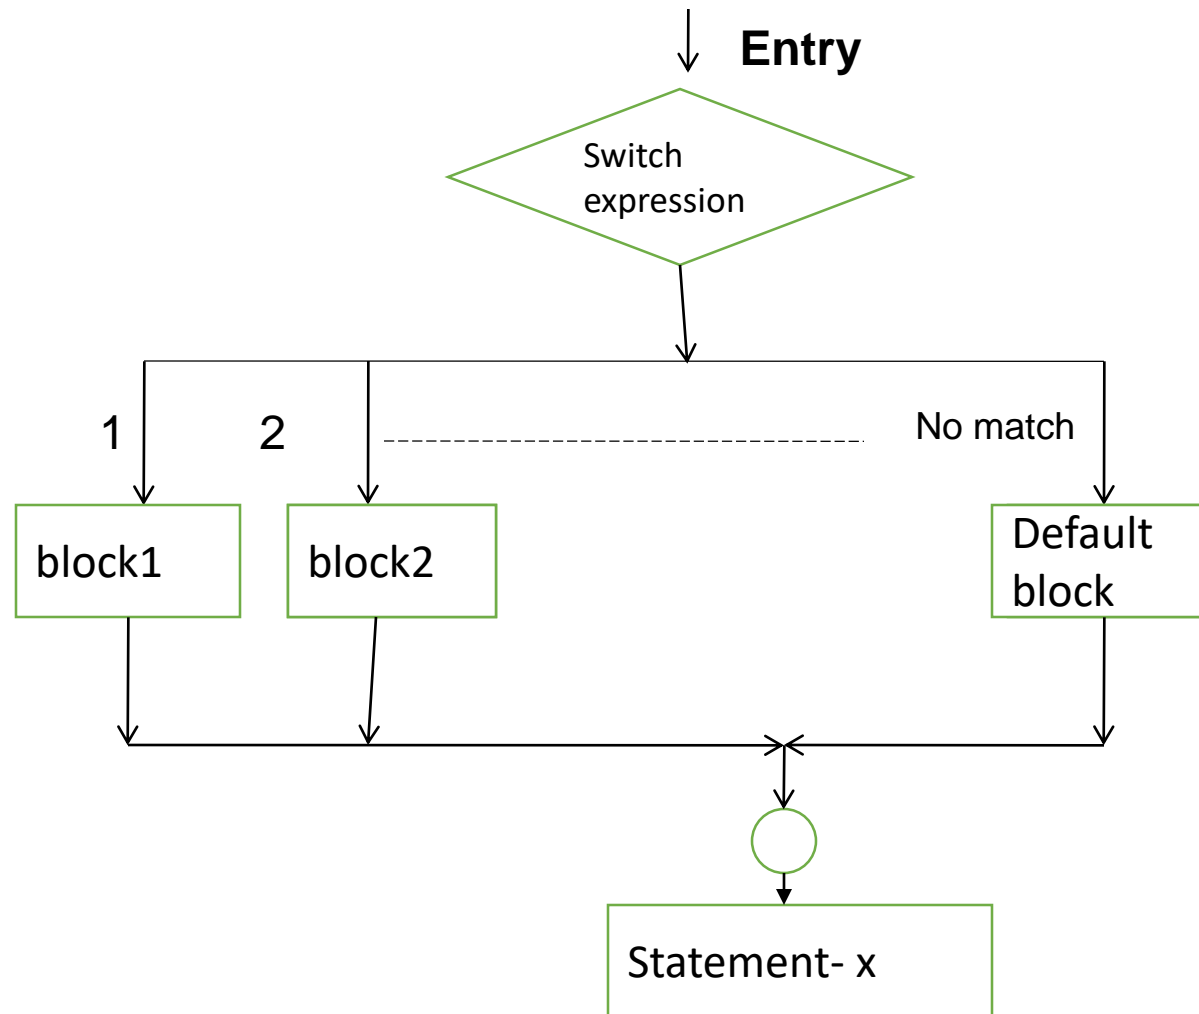 Entry
Switch
expression
1
2
No match
block1
block2
Default
block
Statement- x